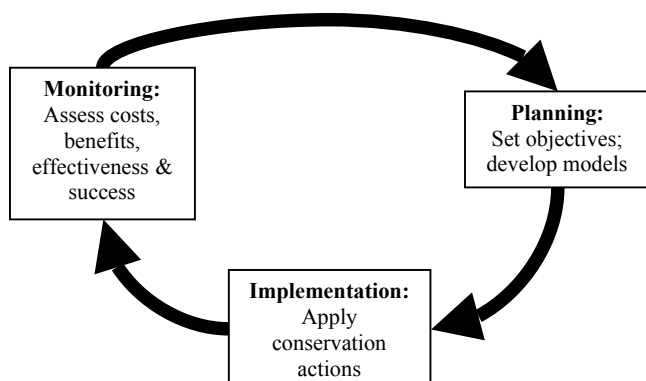 Monitoring:
Assess costs,
benefits,
effectiveness &
success
Planning:
Set objectives;
develop models
Implementation:
Apply
conservation
actions